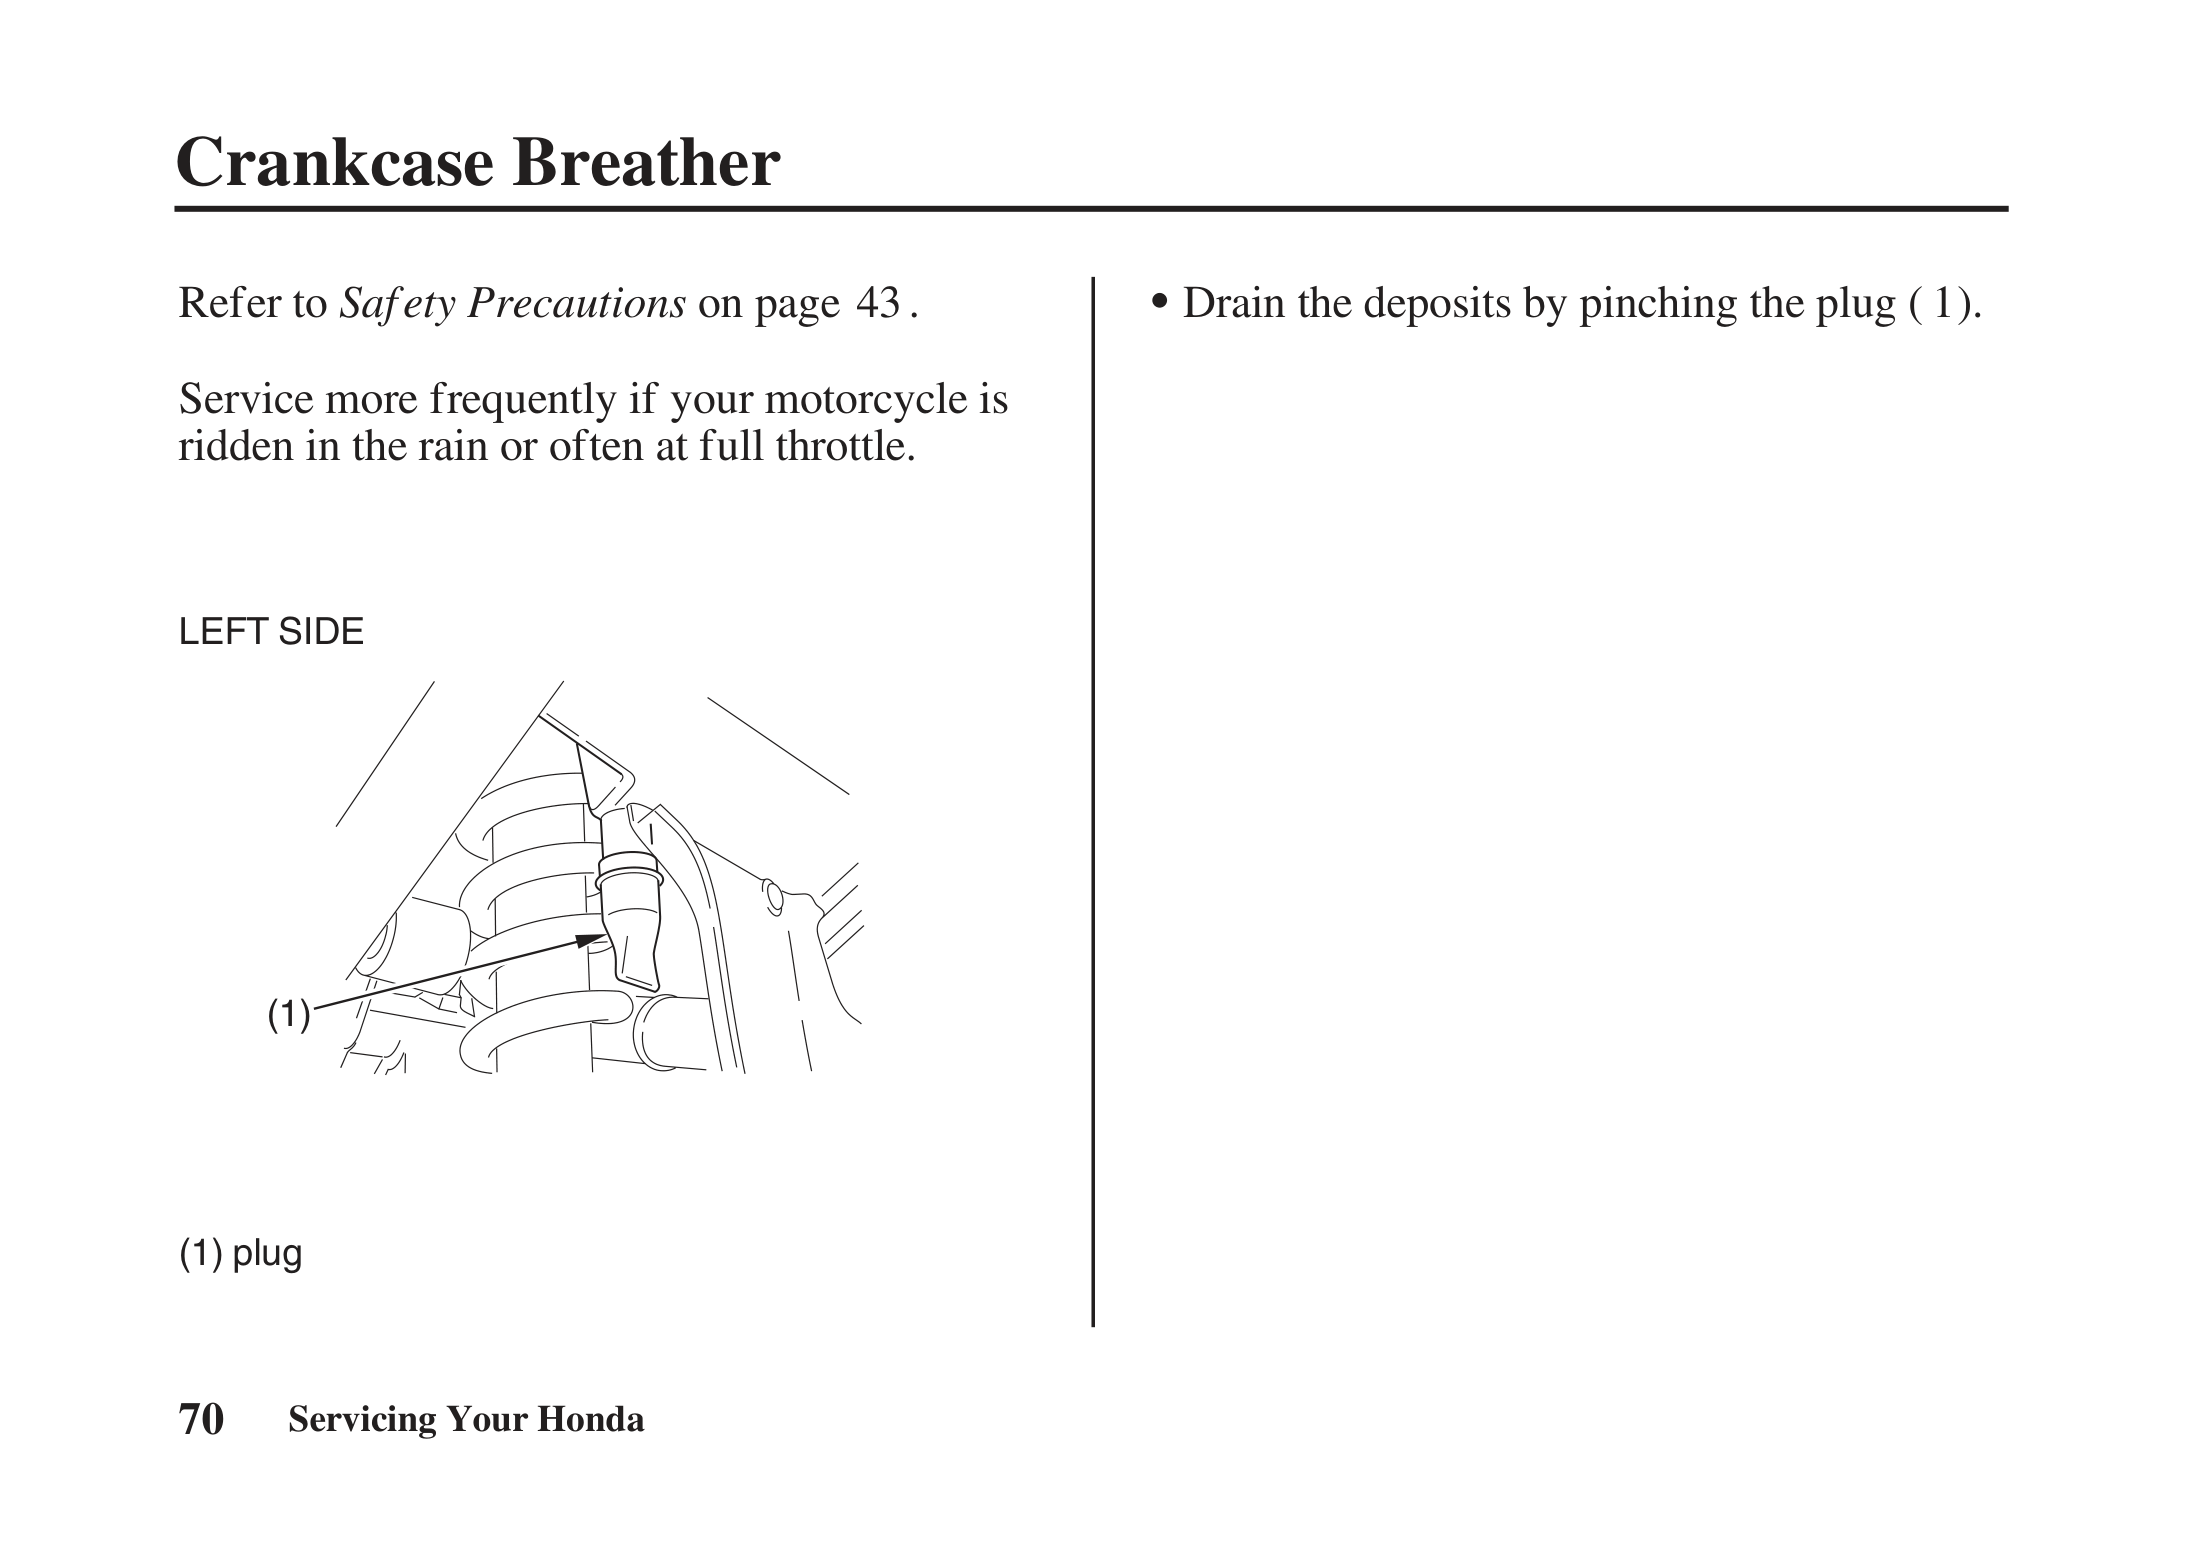 Crankcase Breather
Refer to Safety Precautions on page 43.
Service more frequently if your motorcycle is
ridden in the rain or often at full throttle.
LEFT SIDE
(1)
(1) plug
• Drain the deposits by pinching the plug (1).
70 Servicing Your Honda